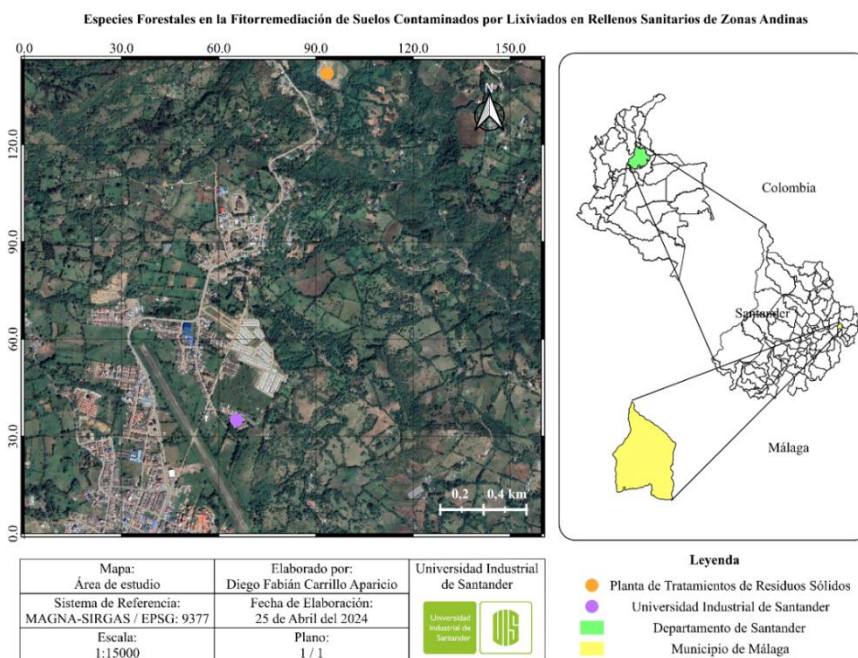 Especies Forestales en la Fitorremediación de Suelos Contaminados por Lixiviados en Rellenos Sanitarios de Zonas Andinas
0,0 30.0 60.0 90.0 120.0 150.0
120.0
90.0
60.0
30.0
0.0
N
0,2 0,4 km
Colombia
Santander
Málaga
Mapa:
Área de estudio
Elaborado por:
Diego Fabián Carrillo Aparicio
Universidad Industrial
de Santander
Sistema de Referencia:
MAGNA-SIRGAS / EPSG: 9377
Fecha de Elaboración:
25 de Abril del 2024
Escala:
1:15000
Plano:
1 / 1
Universidad
Industrial de
Santander
UIS
Leyenda
Planta de Tratamientos de Residuos Sólidos
Universidad Industrial de Santander
Departamento de Santander
Municipio de Málaga